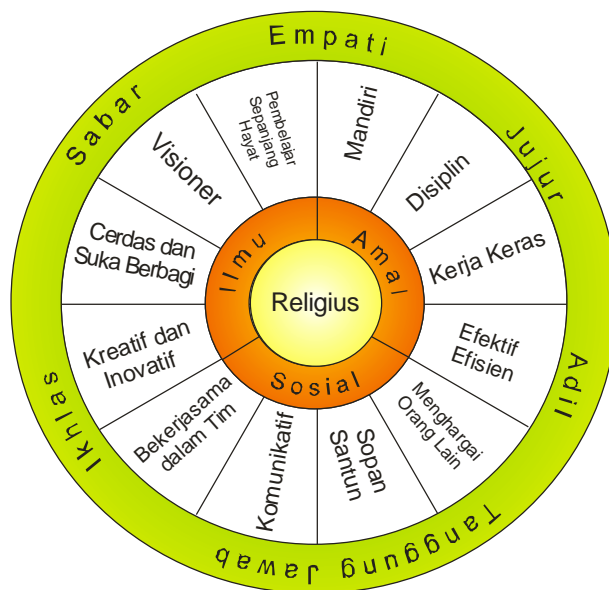 Empati
Jujur
Adil
Tanggung Jawab
Ikhlas
Sabar
Mandiri
Disiplin
Kerja Keras
Efektif
Efisien
Menghargai
Orang Lain
Sopan
Santun
Komunikatif
Bekerjasama
dalam Tim
Kreatif dan
Inovatif
Cerdas dan
Suka Berbagi
Visioner
Pembelajar
Sepanjang
Hayat
Ilmu
Amal
Sosial
Religius